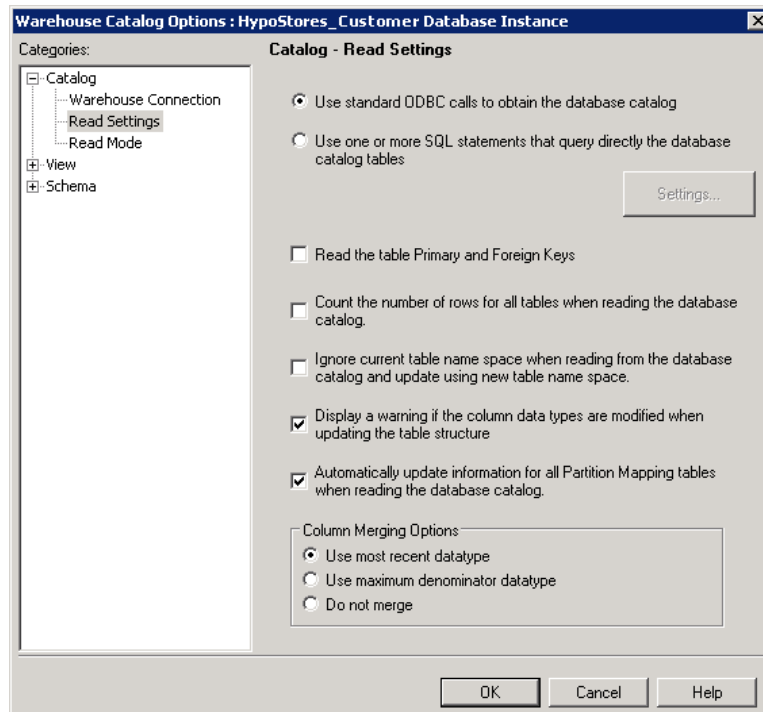 Warehouse Catalog Options : HypoStores_Customer Database Instance
Categories:
Catalog
Warehouse Connection
Read Settings
Read Mode
View
Schema
Catalog - Read Settings
Use standard ODBC calls to obtain the database catalog
Use one or more SQL statements that query directly the database
catalog tables
Settings...
Read the table Primary and Foreign Keys
Count the number of rows for all tables when reading the database
catalog.
Ignore current table name space when reading from the database
catalog and update using new table name space.
Display a warning if the column data types are modified when
updating the table structure
Automatically update information for all Partition Mapping tables
when reading the database catalog.
Column Merging Options
Use most recent datatype
Use maximum denominator datatype
Do not merge
OK Cancel Help